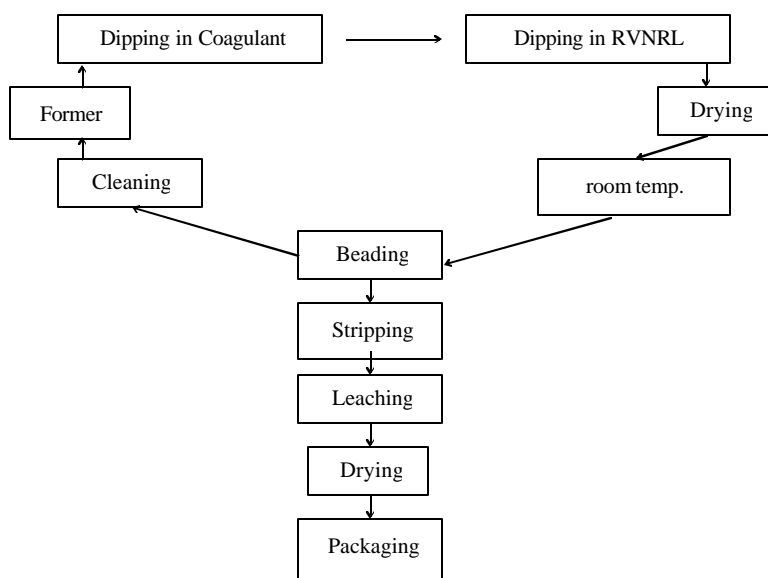 Dipping in Coagulant
Dipping in RVNRL
Former
Drying
Cleaning
room temp.
Beading
Stripping
Leaching
Drying
Packaging